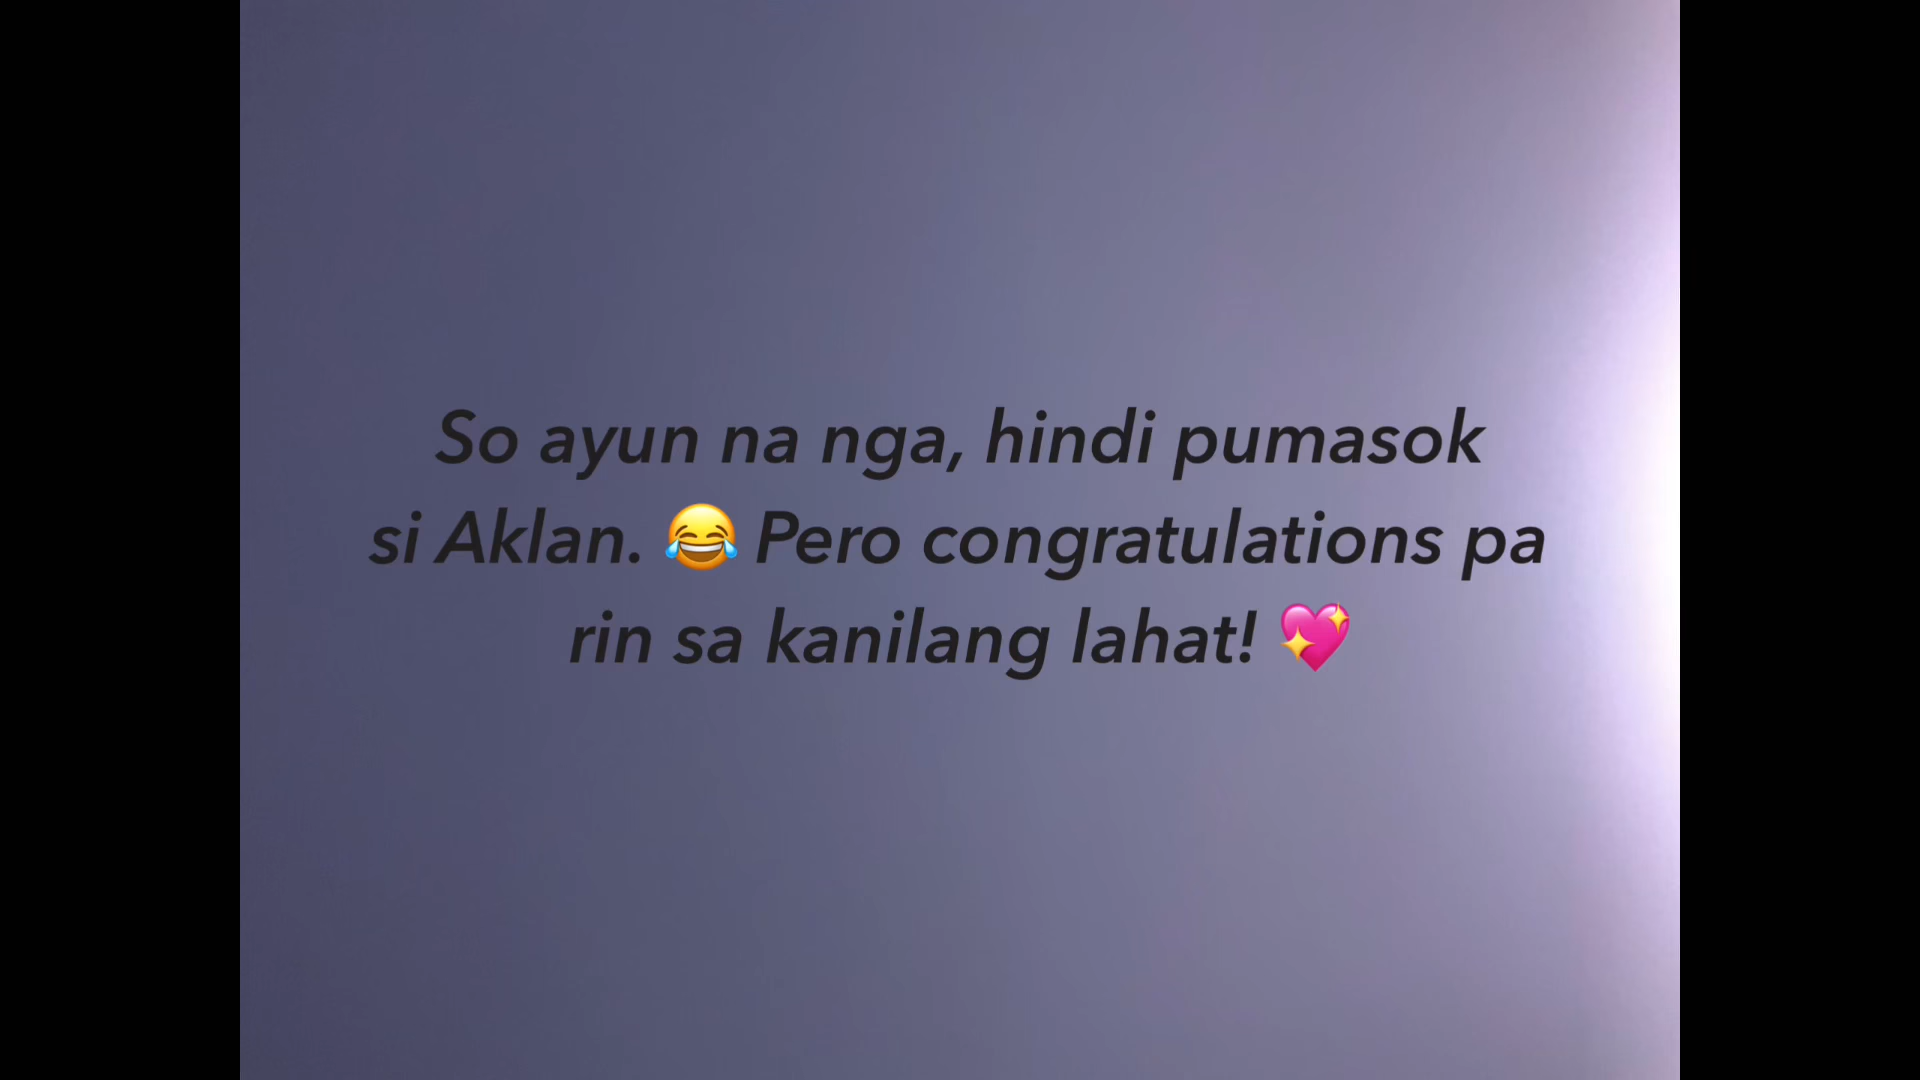 So ayun na nga, hindi pumasok
si Aklan. 😂 Pero congratulations pa
rin sa kanilang lahat! 💖